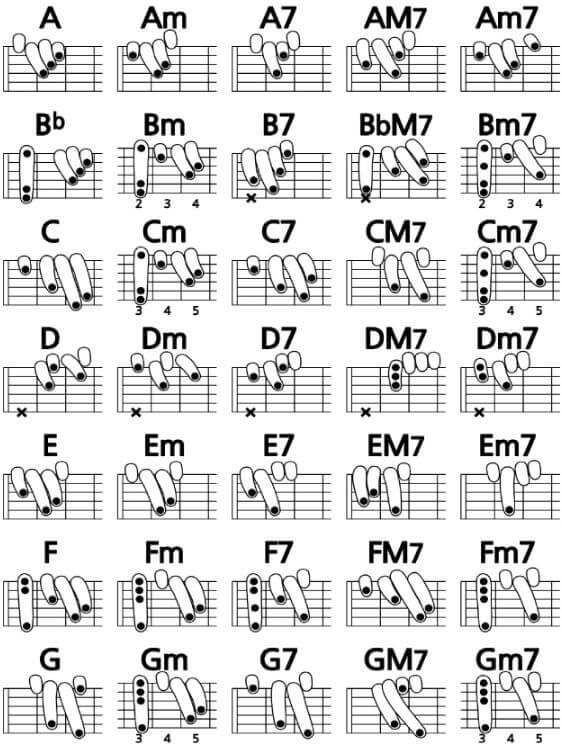 A Am A7 AM7 Am7
Bb Bm B7 BbM7 Bm7
× ×
2 3 4 2 3 4
C Cm C7 CM7 Cm7
3 4 5 3 4 5
D Dm D7 DM7 Dm7
× × × × ×
E Em E7 EM7 Em7
F Fm F7 FM7 Fm7
G Gm G7 GM7 Gm7
3 4 5 3 4 5